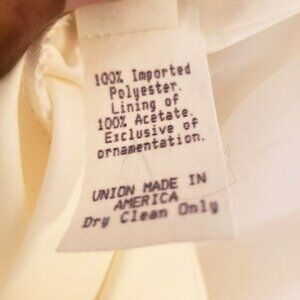 100% Imported
Polyester.
Lining of
100% Acetate.
Exclusive of
ornamentation.
UNION MADE IN
AMERICA
Dry Clean Only